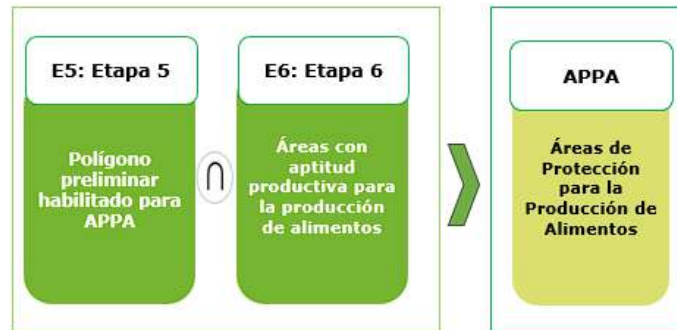 E5: Etapa 5
Polígono
preliminar
habilitado para
APPA
∩
E6: Etapa 6
Áreas con
aptitud
productiva para
la producción
de alimentos
APPA
Áreas de
Protección
para la
Producción de
Alimentos